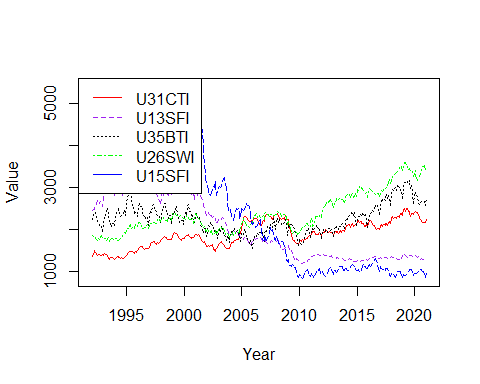 U31CTI
U13SFI
U35BTI
U26SWI
U15SFI
Value
1000
3000
5000
1995
2000
2005
2010
2015
2020
Year